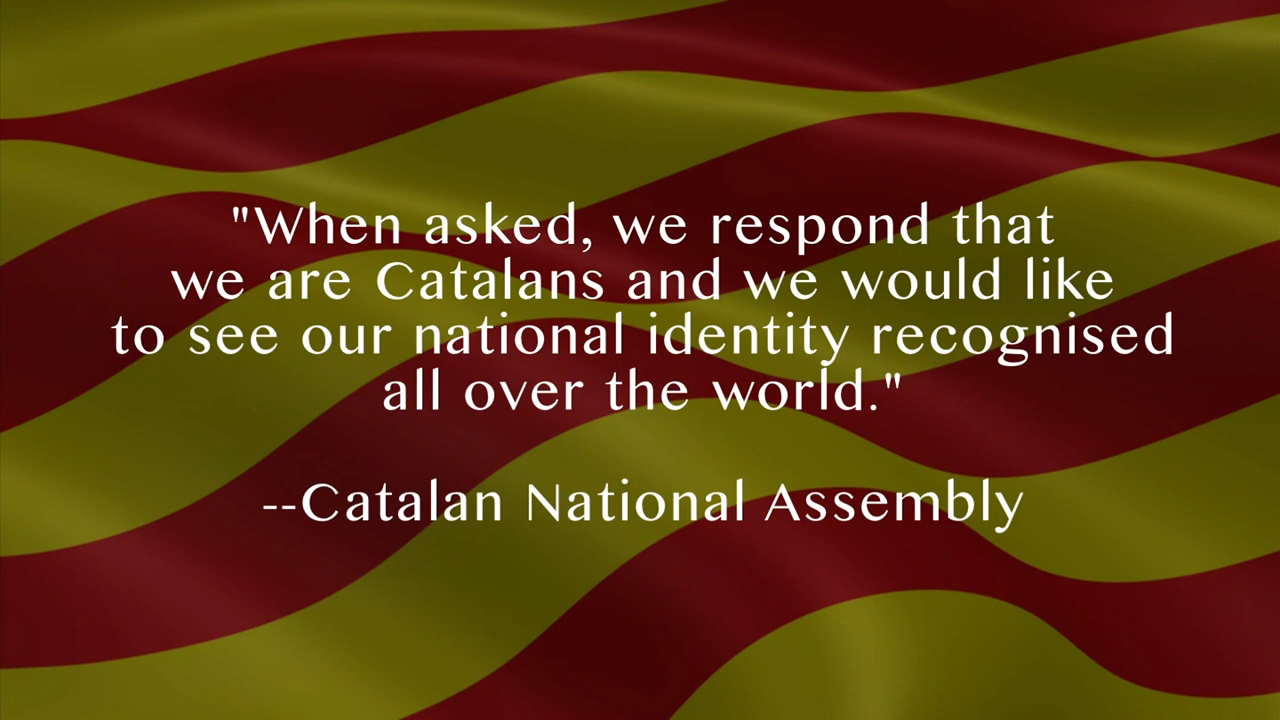 "When asked, we respond that
we are Catalans and we would like
to see our national identity recognised
all over the world."
--Catalan National Assembly